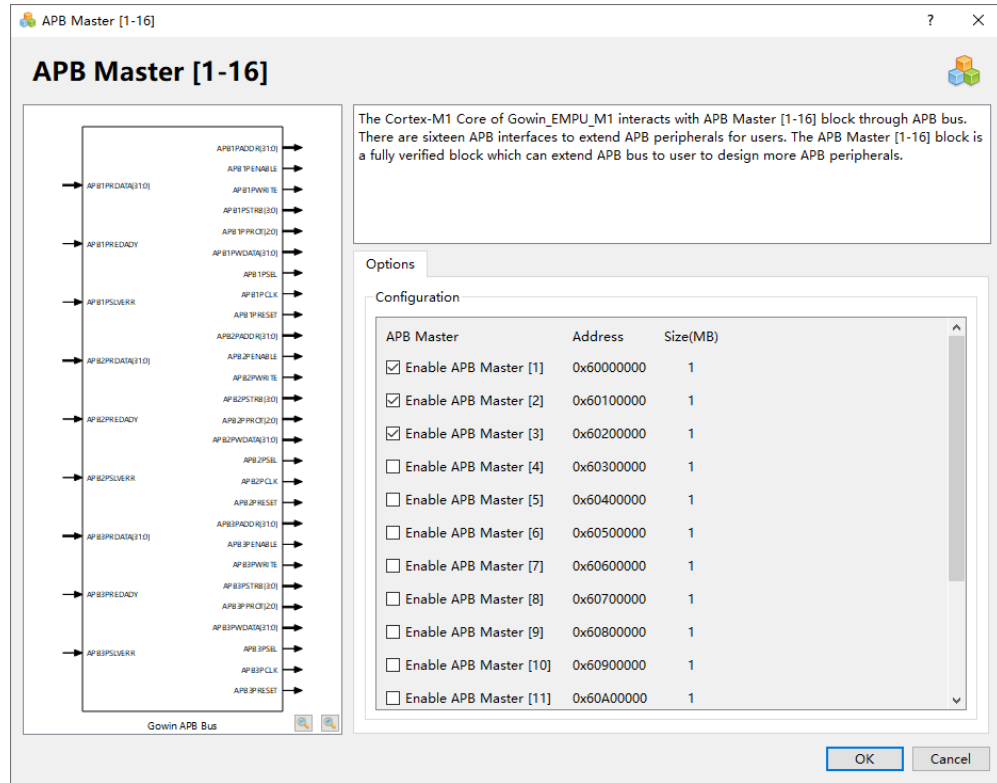 APB Master [1-16]
?
APB Master [1-16]
APB1PRDATA[31:0]
APB1PREDADY
APB1PSLVERR
APB2PRDATA[31:0]
APB2PREDADY
APB2PSLVERR
APB3PRDATA[31:0]
APB3PREDADY
APB3PSLVERR
APB1PADDR[31:0]
APB1PENABLE
APB1PWRITE
APB1PSTRB[3:0]
APB1PPROT[2:0]
APB1PWDATA[31:0]
APB1PSEL
APB1PCLK
APB1PRESET
APB2PADDR[31:0]
APB2PENABLE
APB2PWRITE
APB2PSTRB[3:0]
APB2PPROT[2:0]
APB2PWDATA[31:0]
APB2PSEL
APB2PCLK
APB2PRESET
APB3PADDR[31:0]
APB3PENABLE
APB3PWRITE
APB3PSTRB[3:0]
APB3PPROT[2:0]
APB3PWDATA[31:0]
APB3PSEL
APB3PCLK
APB3PRESET
Gowin APB Bus
The Cortex-M1 Core of Gowin_EMPU_M1 interacts with APB Master [1-16] block through APB bus.
There are sixteen APB interfaces to extend APB peripherals for users. The APB Master [1-16] block is
a fully verified block which can extend APB bus to user to design more APB peripherals.
Options
Configuration
APB Master Address Size(MB)
Enable APB Master [1] 0x60000000 1
Enable APB Master [2] 0x60100000 1
Enable APB Master [3] 0x60200000 1
Enable APB Master [4] 0x60300000 1
Enable APB Master [5] 0x60400000 1
Enable APB Master [6] 0x60500000 1
Enable APB Master [7] 0x60600000 1
Enable APB Master [8] 0x60700000 1
Enable APB Master [9] 0x60800000 1
Enable APB Master [10] 0x60900000 1
Enable APB Master [11] 0x60A00000 1
OK Cancel